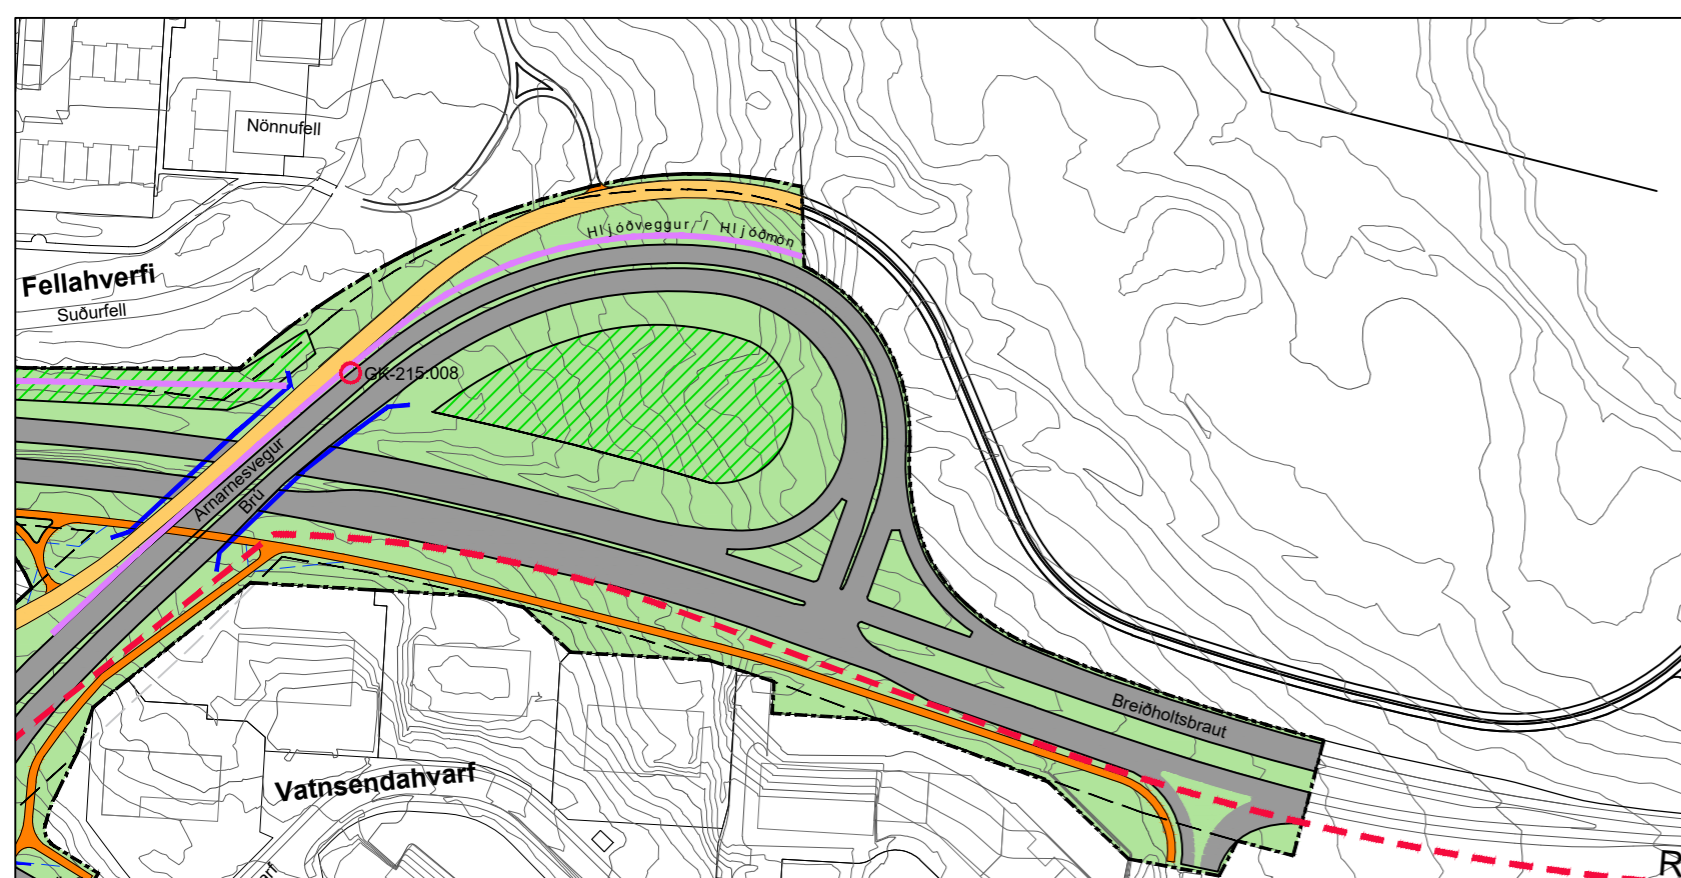 Nönnufell
Hljóðveggur / Hljóðmön
Fellahverfi
Suðurfell
GK-215:008
Arnarnesvegur
Brú
Breiðholtsbraut
Vatnsendahvarf
R